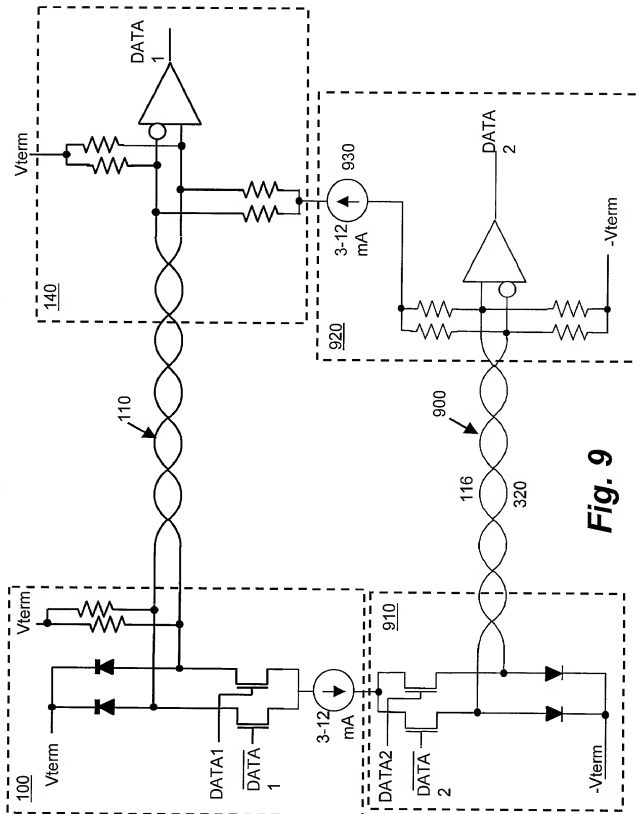 Vterm
DATA
1
140
3-12
mA
930
DATA
2
-Vterm
920
110
900
116
320
Fig. 9
Vterm
Vterm
100
DATA1
DATA
1
3-12
mA
910
DATA2
DATA
2
-Vterm